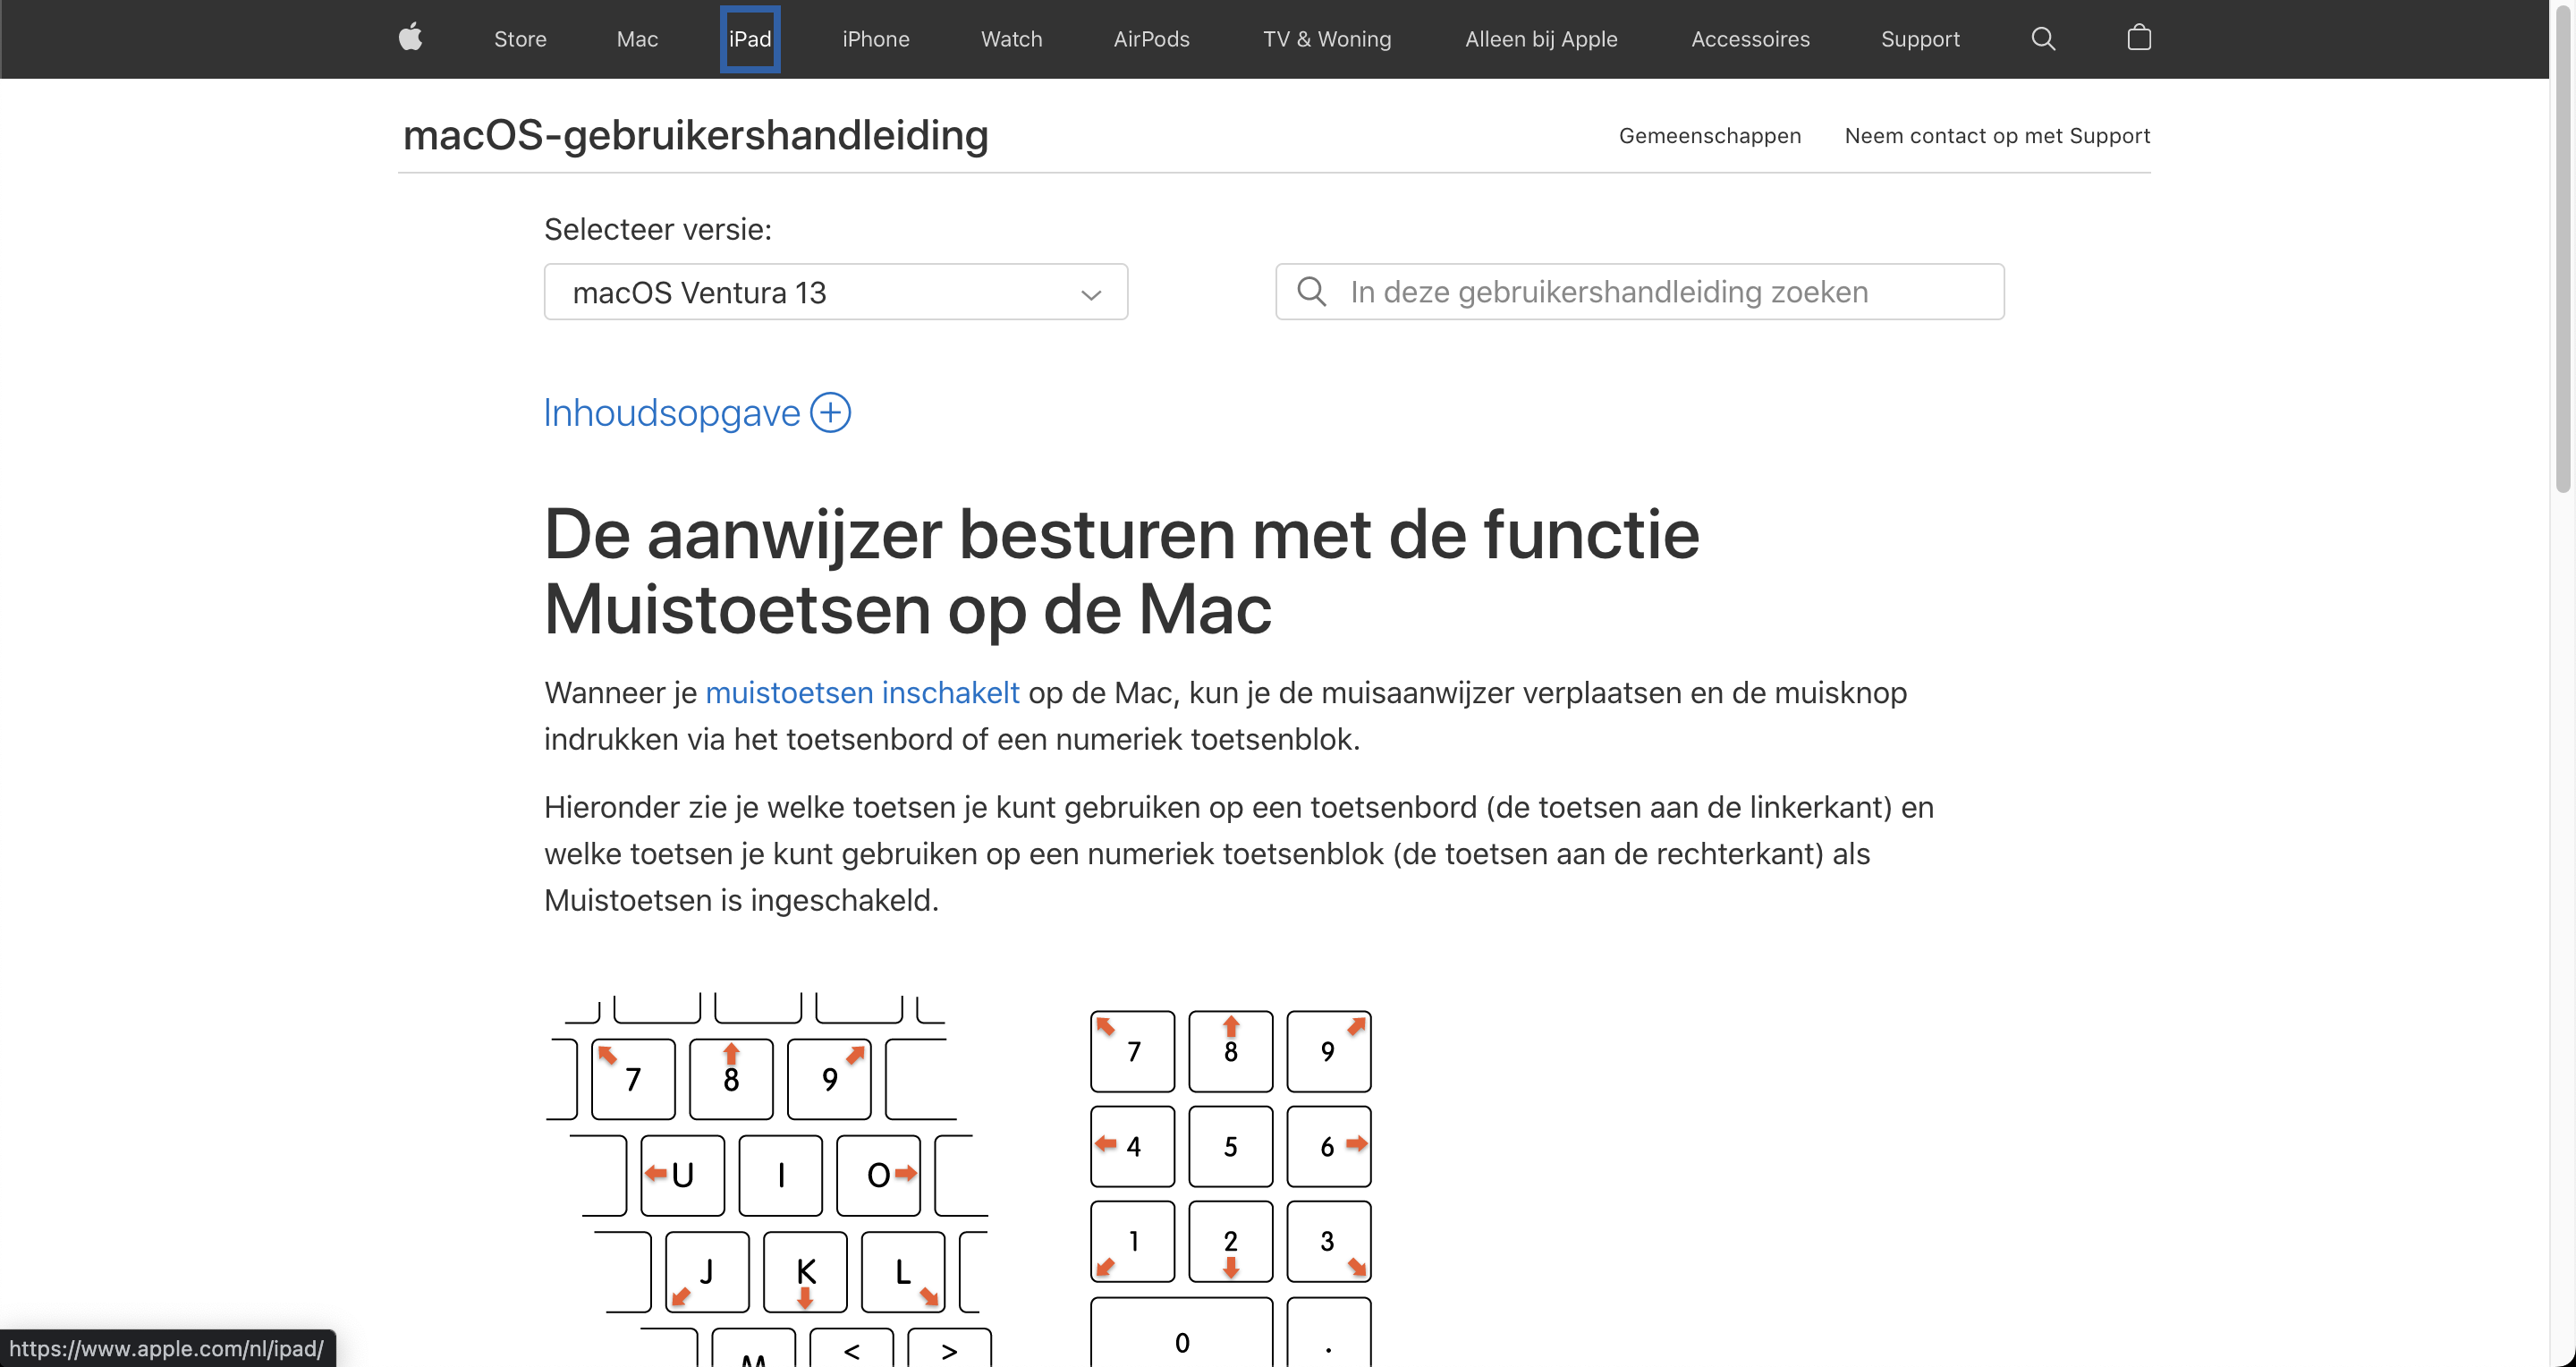 Store Mac iPad iPhone Watch AirPods TV & Woning Alleen bij Apple Accessoires Support
macOS-gebruikershandleiding
Gemeenschappen Neem contact op met Support
Selecteer versie:
macOS Ventura 13
In deze gebruikershandleiding zoeken
Inhoudsopgave
De aanwijzer besturen met de functie
Muistoetsen op de Mac
Wanneer je muistoetsen inschakelt op de Mac, kun je de muisaanwijzer verplaatsen en de muisknop
indrukken via het toetsenbord of een numeriek toetsenblok.
Hieronder zie je welke toetsen je kunt gebruiken op een toetsenbord (de toetsen aan de linkerkant) en
welke toetsen je kunt gebruiken op een numeriek toetsenblok (de toetsen aan de rechterkant) als
Muistoetsen is ingeschakeld.
7 8 9
U I O
J K L
M < >
7 8 9
4 5 6
1 2 3
0 .
https://www.apple.com/nl/ipad/